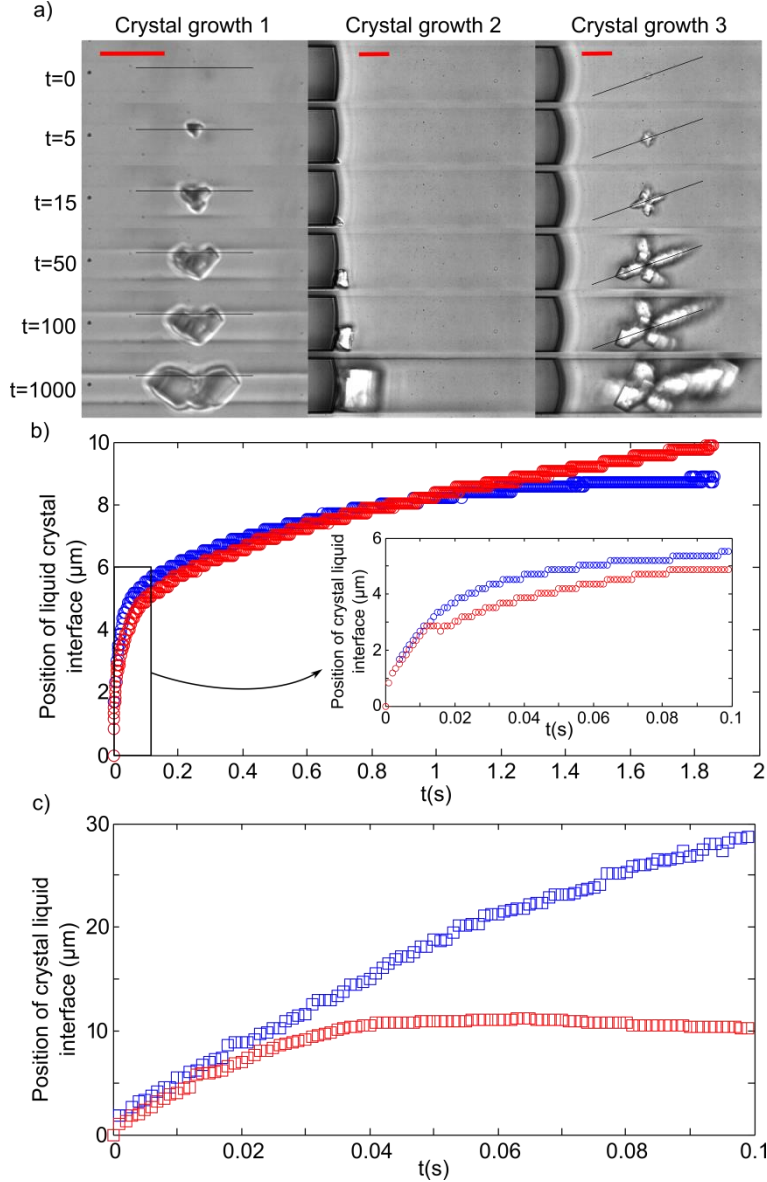 a)
Crystal growth 1 Crystal growth 2 Crystal growth 3
t=0
t=5
t=15
t=50
t=100
t=1000
b)
Position of liquid crystal
interface (µm)
10
8
6
4
2
0
0 0.2 0.4 0.6 0.8 1 1.2 1.4 1.6 1.8 2
t(s)
Position of crystal liquid
interface (µm)
6
4
2
0
0 0.02 0.04 0.06 0.08 0.1
t(s)
c)
Position of crystal liquid
interface (µm)
30
20
10
0
0 0.02 0.04 0.06 0.08 0.1
t(s)